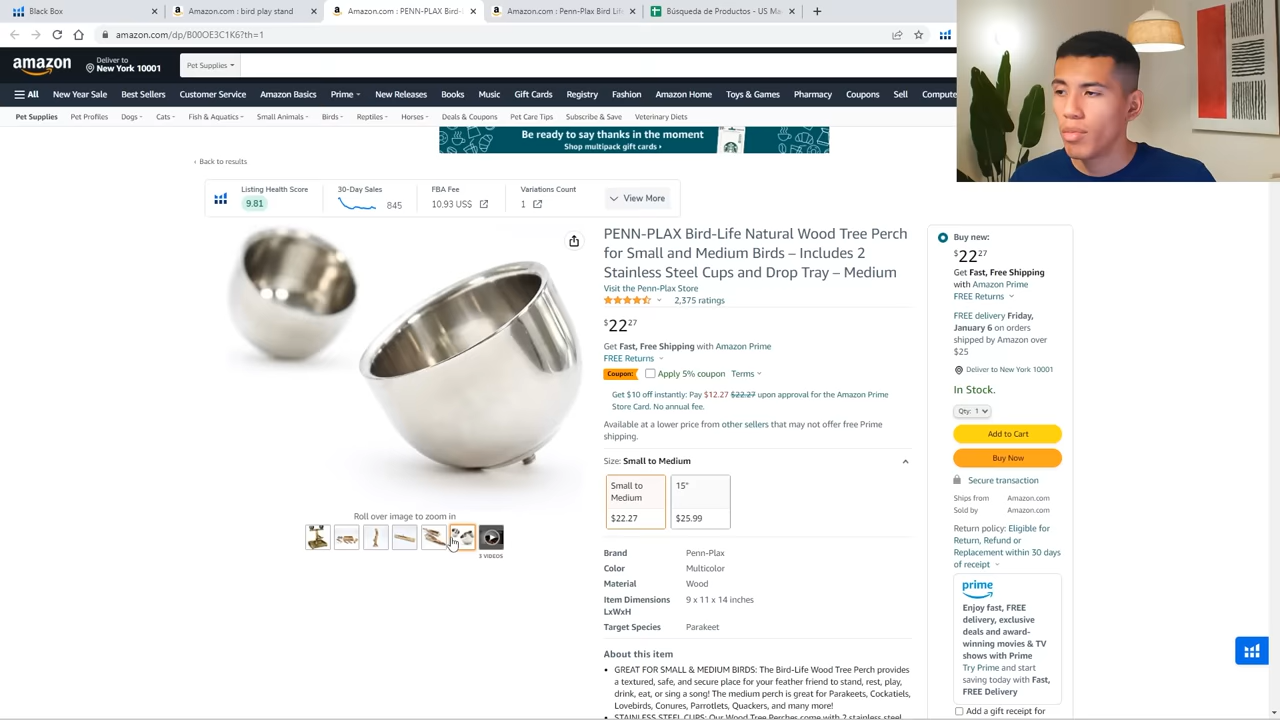 Black Box
Amazon.com : bird play stand
Amazon.com : PENN-PLAX Bird-
Amazon.com : Penn-Plax Bird Lif
Búsqueda de Productos - US Ma
amazon.com/dp/B00OE3C1K6?th=1
amazon
Deliver to
New York 10001
Pet Supplies
All
New Year Sale
Best Sellers
Customer Service
Amazon Basics
Prime
New Releases
Books
Music
Gift Cards
Registry
Fashion
Amazon Home
Toys & Games
Pharmacy
Coupons
Sell
Compute
Pet Supplies
Pet Profiles
Dogs
Cats
Fish & Aquatics
Small Animals
Birds
Reptiles
Horses
Deals & Coupons
Pet Care Tips
Subscribe & Save
Veterinary Diets
Be ready to say thanks in the moment
Shop multipack gift cards
‹ Back to results
Listing Health Score
9.81
30-Day Sales
845
FBA Fee
10.93 US$
Variations Count
1
View More
PENN-PLAX Bird-Life Natural Wood Tree Perch
for Small and Medium Birds – Includes 2
Stainless Steel Cups and Drop Tray – Medium
Visit the Penn-Plax Store
2,375 ratings
$22 27
Get Fast, Free Shipping with Amazon Prime
FREE Returns
Coupon:
Apply 5% coupon
Terms
Get $10 off instantly: Pay $12.27 $22.27 upon approval for the Amazon Prime
Store Card. No annual fee.
Available at a lower price from other sellers that may not offer free Prime
shipping.
Size: Small to Medium
Small to
Medium
$22.27
15"
$25.99
Roll over image to zoom in
3 VIDEOS
Brand
Penn-Plax
Color
Multicolor
Material
Wood
Item Dimensions
LxWxH
9 x 11 x 14 inches
Target Species
Parakeet
About this item
• GREAT FOR SMALL & MEDIUM BIRDS: The Bird-Life Wood Tree Perch provides
a textured, safe, and secure place for your feather friend to stand, rest, play,
drink, eat, or sing a song! The medium perch is great for Parakeets, Cockatiels,
Lovebirds, Conures, Parrotlets, Quackers, and many more!
• STAINLESS STEEL CUPS: Our Wood Tree Perches come with 2 stainless steel
Buy new:
$22 27
Get Fast, Free Shipping
with Amazon Prime
FREE Returns
FREE delivery Friday,
January 6 on orders
shipped by Amazon over
$25
Deliver to New York 10001
In Stock.
Qty: 1
Add to Cart
Buy Now
Secure transaction
Ships from
Amazon.com
Sold by
Amazon.com
Return policy: Eligible for
Return, Refund or
Replacement within 30 days
of receipt
prime
Enjoy fast, FREE
delivery, exclusive
deals and award-
winning movies & TV
shows with Prime
Try Prime and start
saving today with Fast,
FREE Delivery
Add a gift receipt for